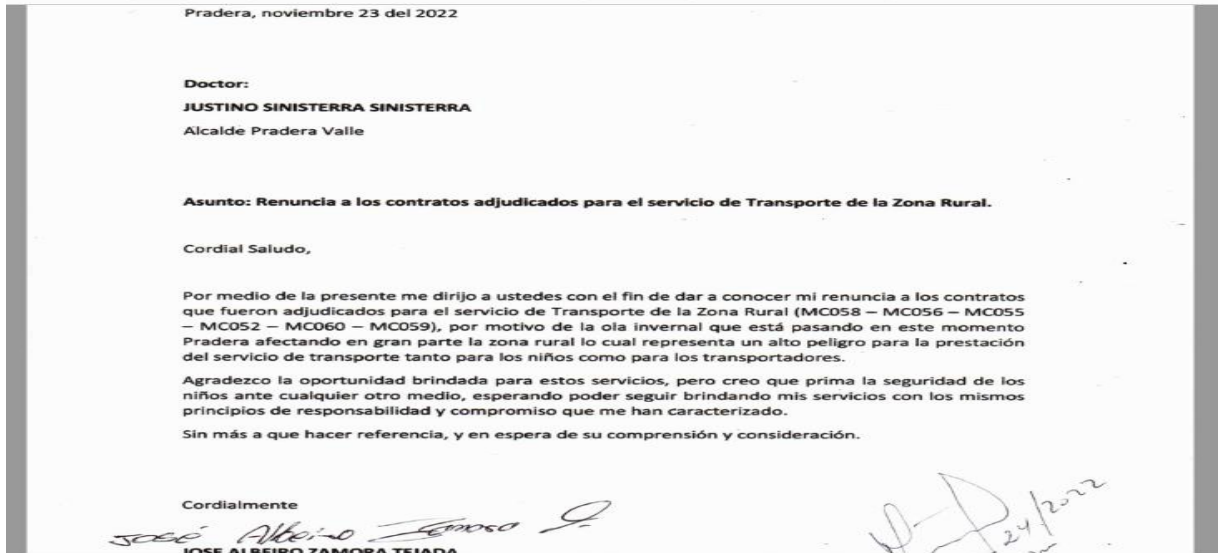 Pradera, noviembre 23 del 2022
Doctor:
JUSTINO SINISTERRA SINISTERRA
Alcalde Pradera Valle
Asunto: Renuncia a los contratos adjudicados para el servicio de Transporte de la Zona Rural.
Cordial Saludo,
Por medio de la presente me dirijo a ustedes con el fin de dar a conocer mi renuncia a los contratos
que fueron adjudicados para el servicio de Transporte de la Zona Rural (MC058 – MC056 – MC055
– MC052 – MC060 – MC059), por motivo de la ola invernal que está pasando en este momento
Pradera afectando en gran parte la zona rural lo cual representa un alto peligro para la prestación
del servicio de transporte tanto para los niños como para los transportadores.
Agradezco la oportunidad brindada para estos servicios, pero creo que prima la seguridad de los
niños ante cualquier otro medio, esperando poder seguir brindando mis servicios con los mismos
principios de responsabilidad y compromiso que me han caracterizado.
Sin más a que hacer referencia, y en espera de su comprensión y consideración.
Cordialmente
José Albeiro Zamora
24/2022
JOSE ALBEIRO ZAMORA TEJADA